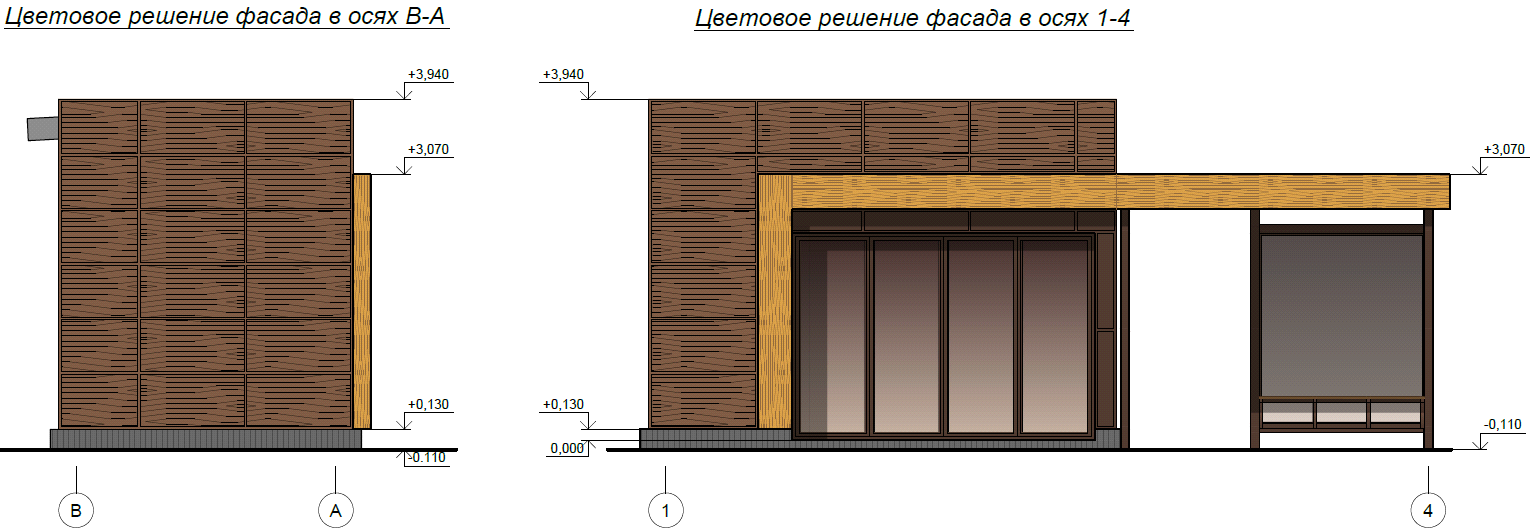 Цветовое решение фасада в осях В-А
Цветовое решение фасада в осях 1-4
+3,940
+3,940
+3,070
+3,070
+0,130
+0,130
0,000
-0.110
-0,110
В
А
1
4